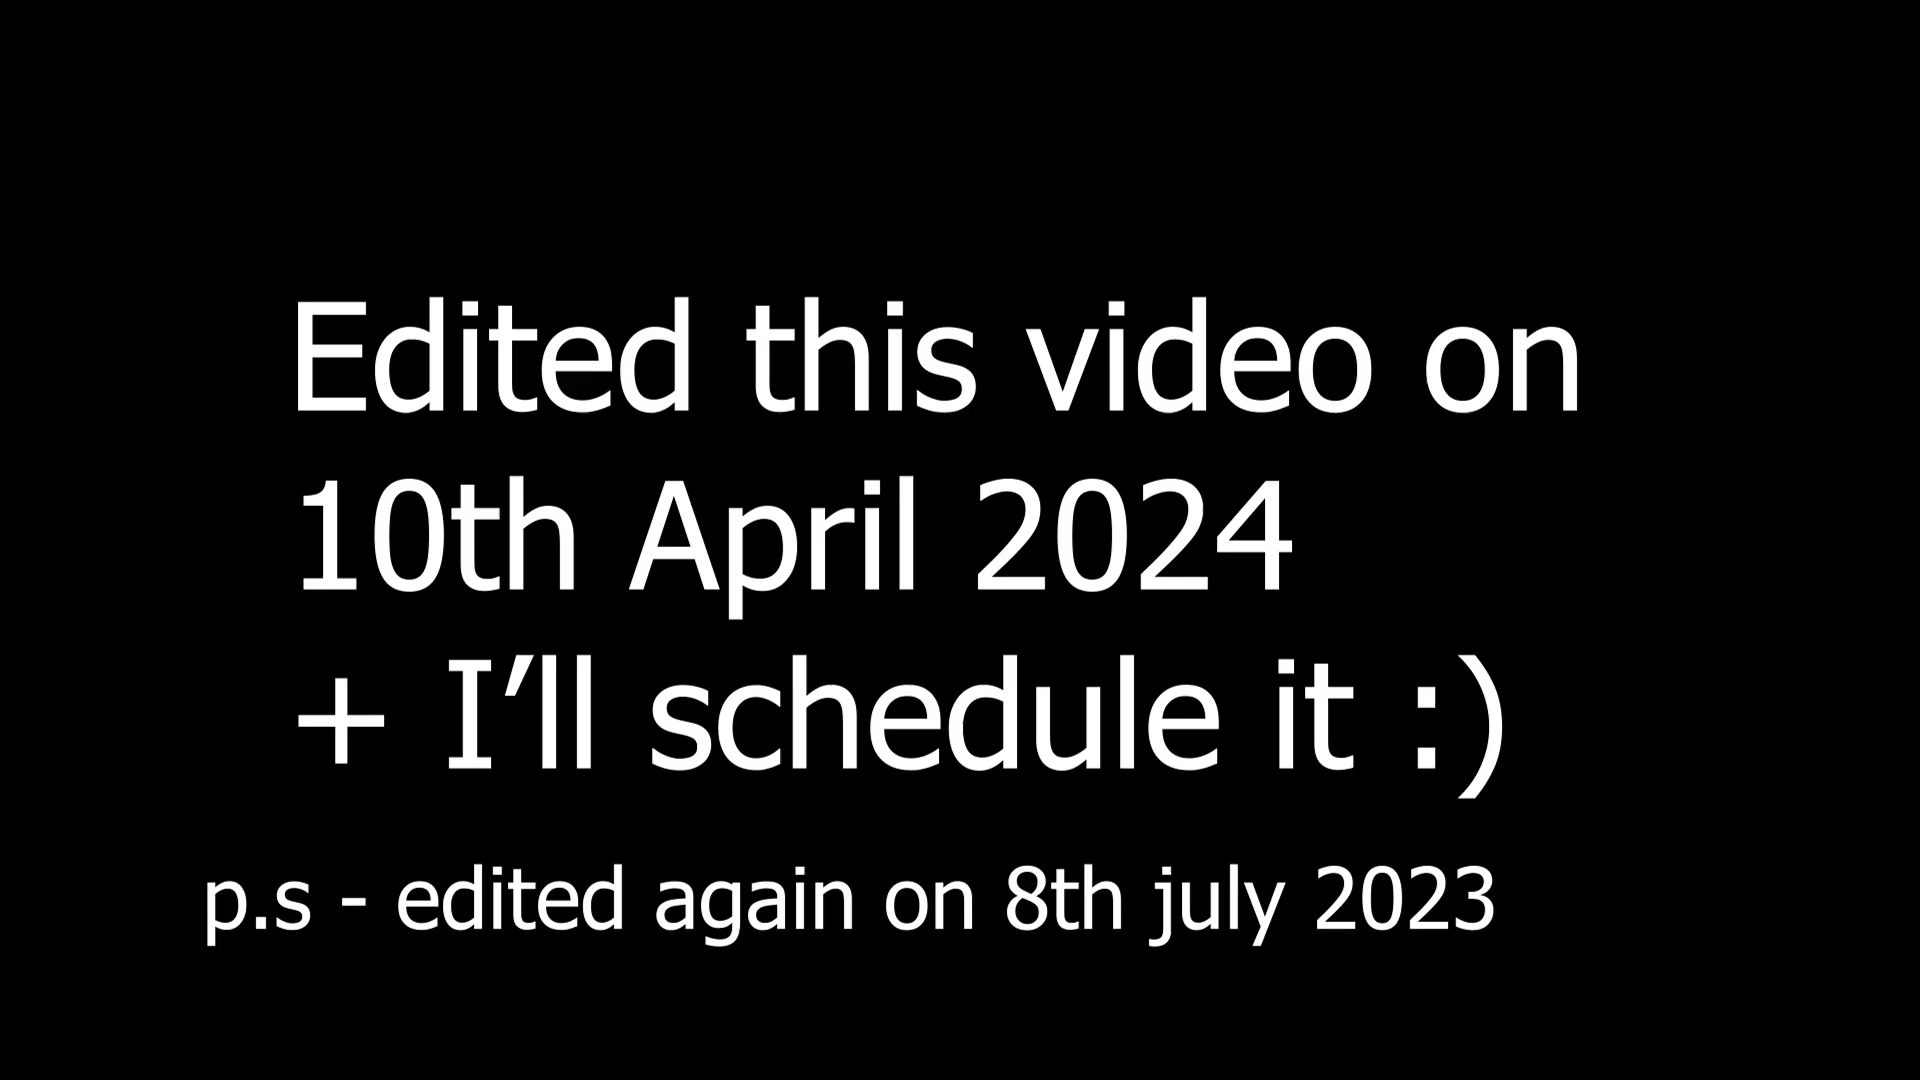 Edited this video on
10th April 2024
+ I’ll schedule it :)
p.s - edited again on 8th july 2023